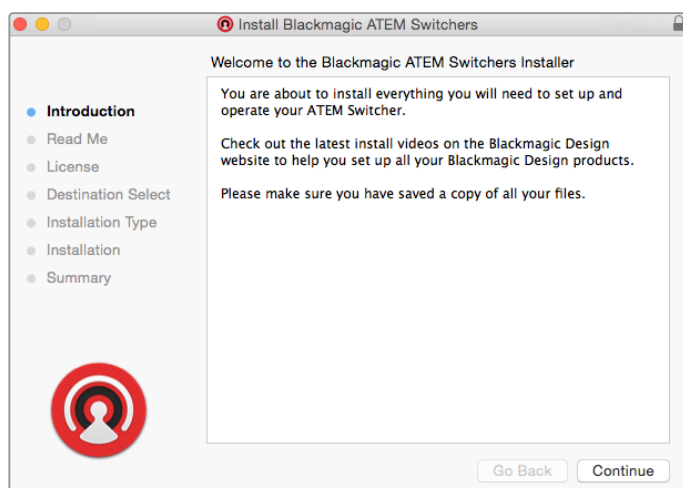 Install Blackmagic ATEM Switchers
Welcome to the Blackmagic ATEM Switchers Installer
Introduction
Read Me
License
Destination Select
Installation Type
Installation
Summary
You are about to install everything you will need to set up and
operate your ATEM Switcher.
Check out the latest install videos on the Blackmagic Design
website to help you set up all your Blackmagic Design products.
Please make sure you have saved a copy of all your files.
Go Back
Continue